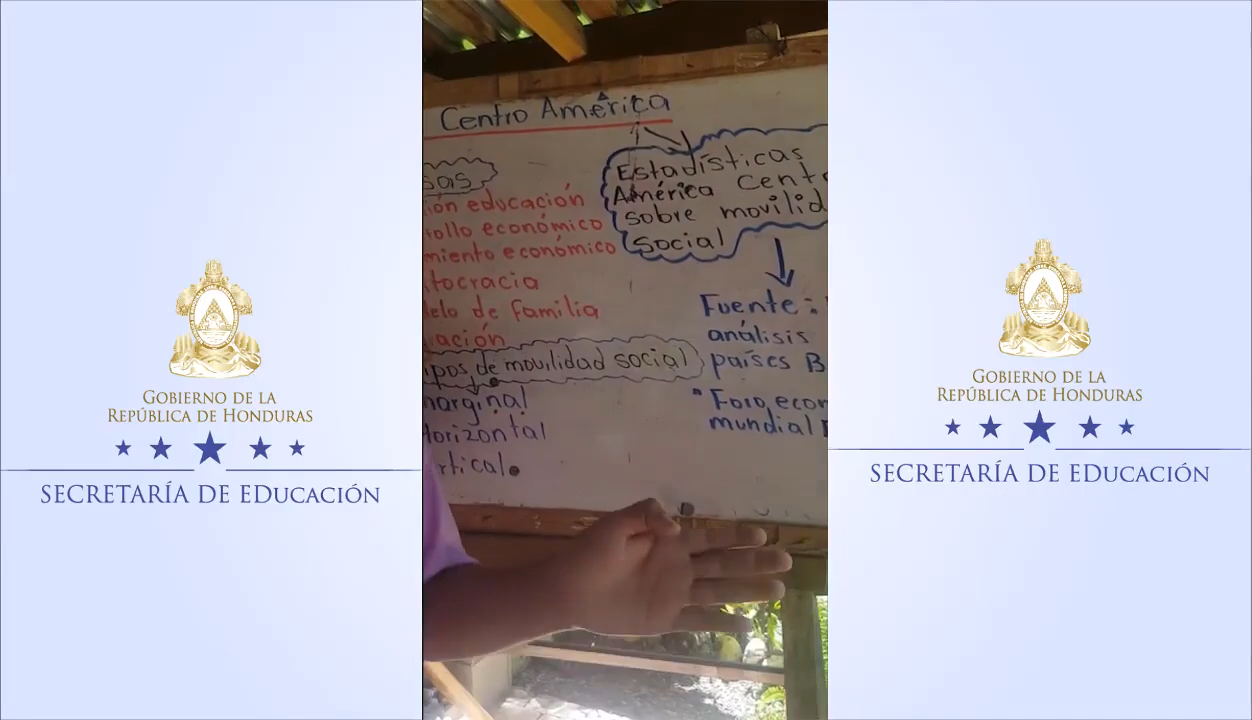 GOBIERNO DE LA
REPÚBLICA DE HONDURAS
SECRETARÍA DE EDUCACIÓN
Centro América
sas
ión educación
rollo económico
miento económico
tocracia
elo de familia
ación
ipos de movilidad social
marginal
Horizontal
rtical
Estadísticas
América Cent
sobre movilid
social
Fuente:
análisis
países B
Foro econ
mundial
GOBIERNO DE LA
REPÚBLICA DE HONDURAS
SECRETARÍA DE EDUCACIÓN